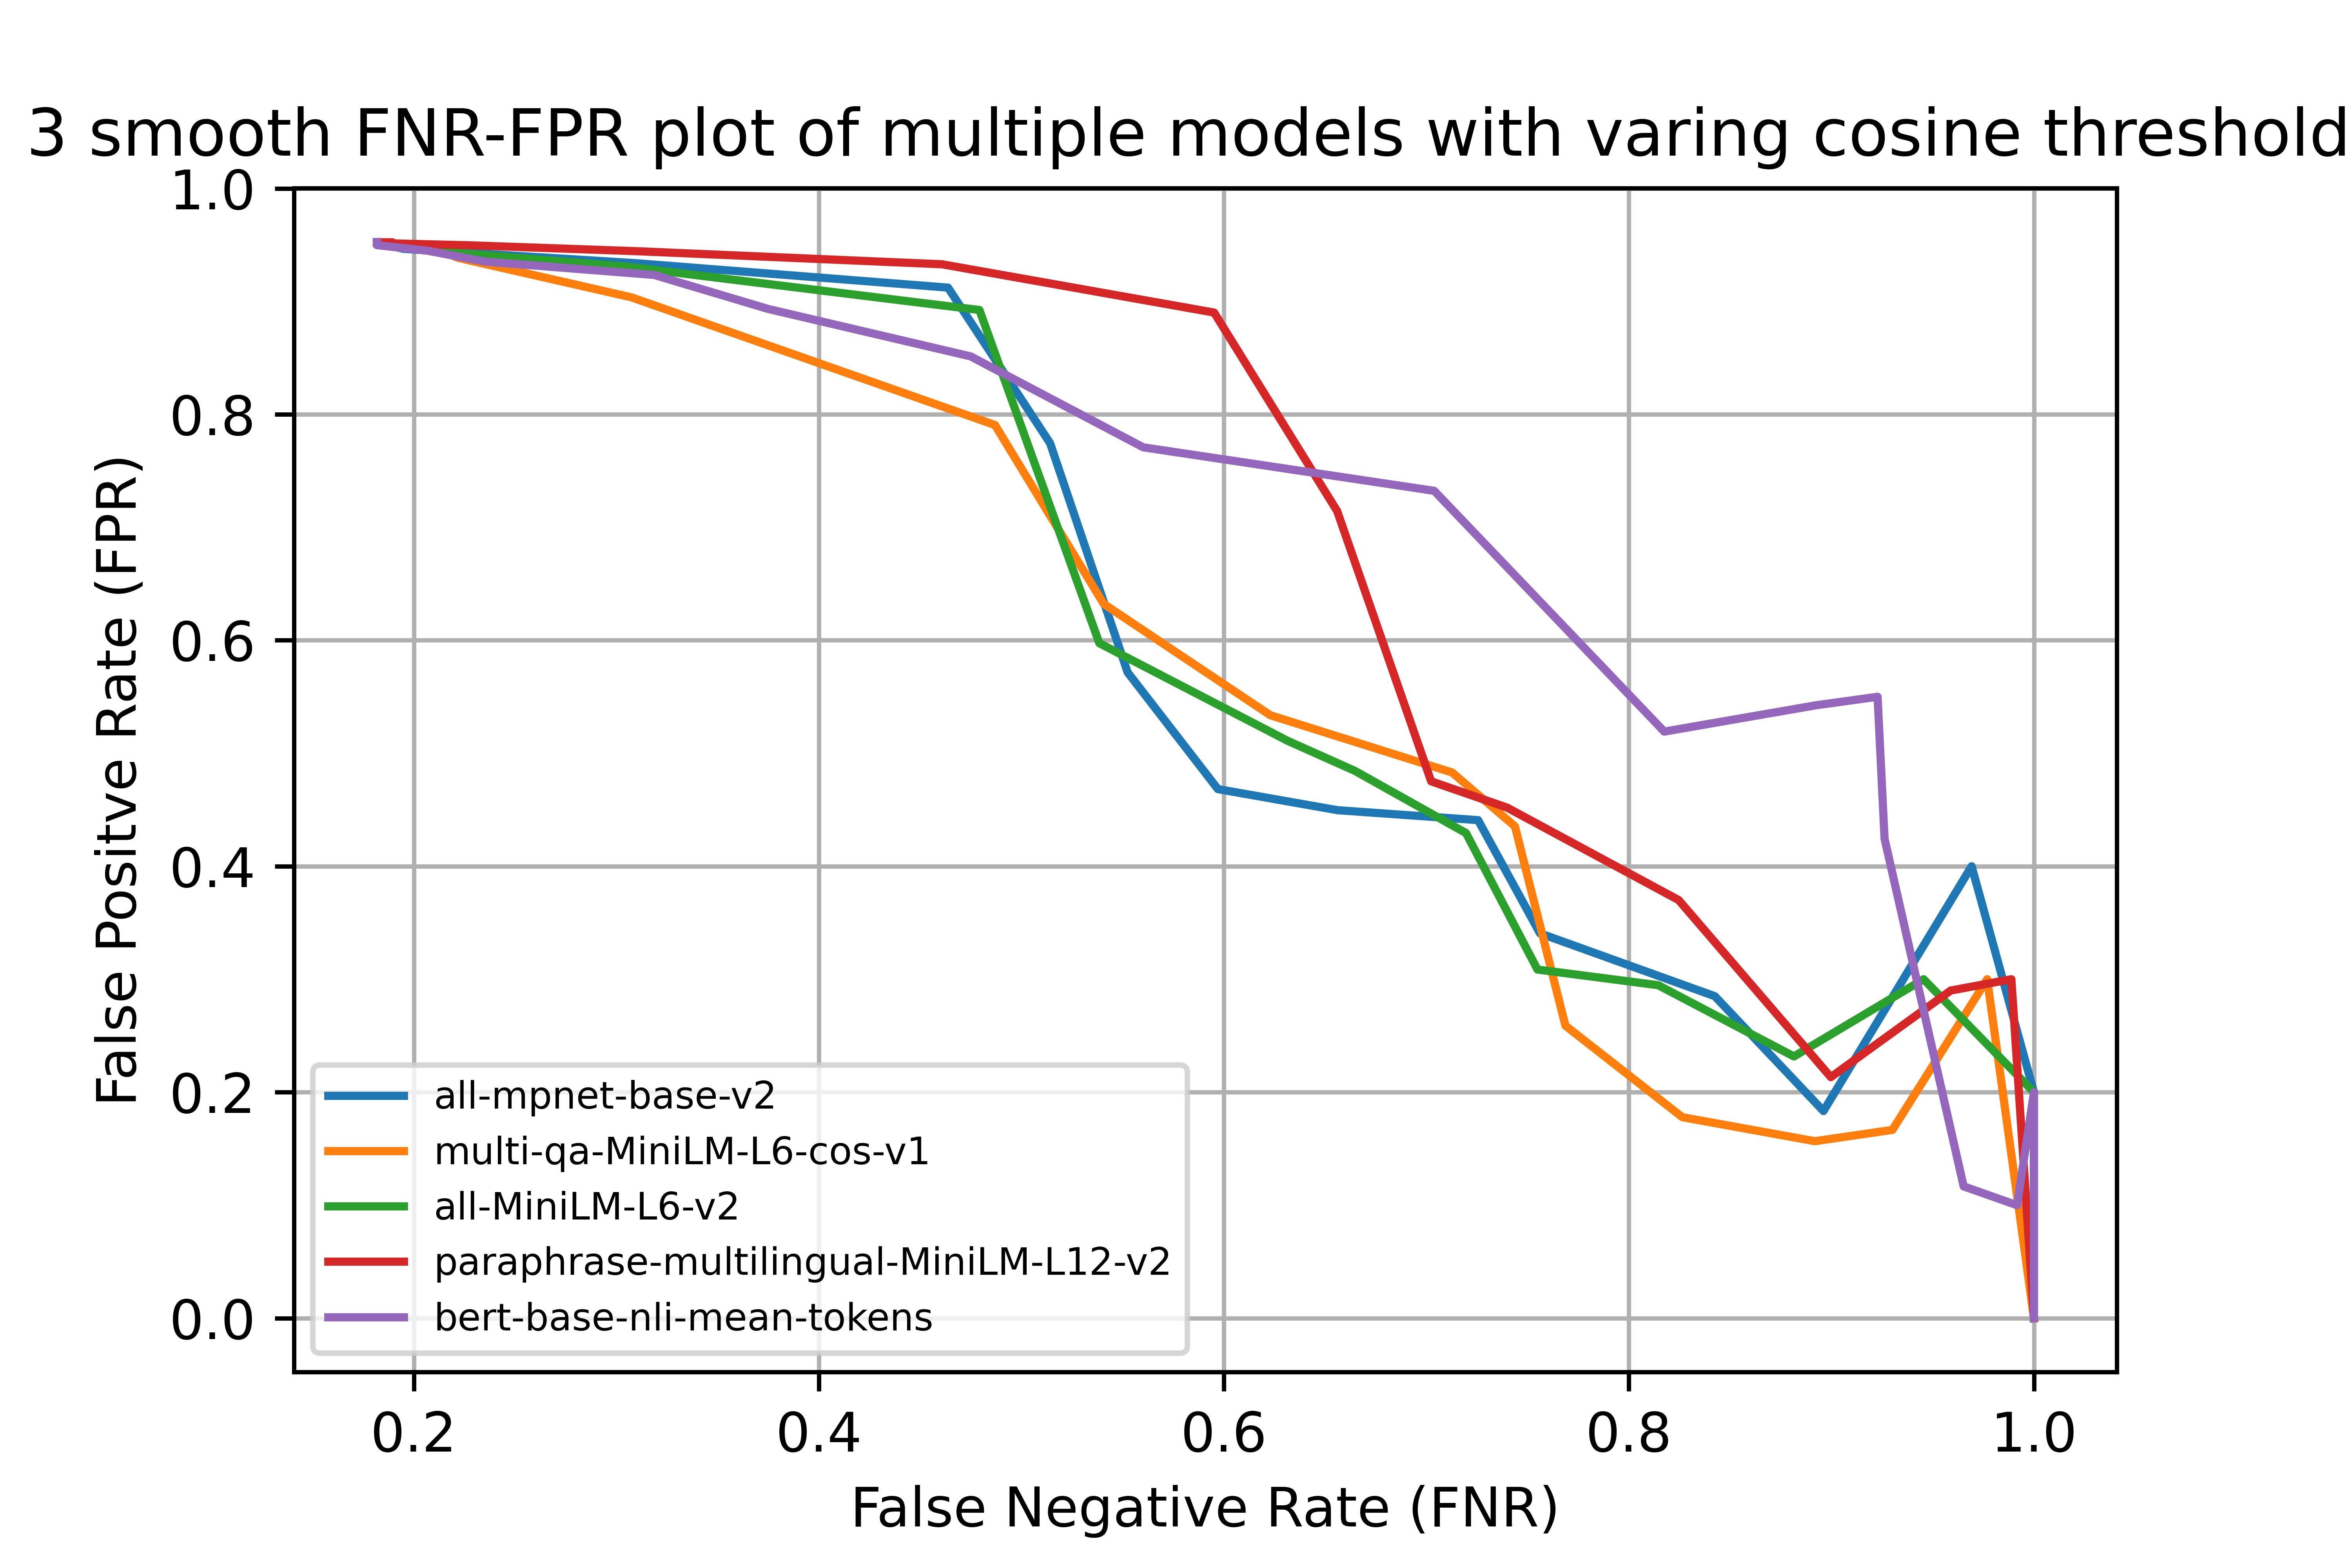 3 smooth FNR-FPR plot of multiple models with varing cosine threshold
1.0
0.8
0.6
0.4
0.2
0.0
False Positve Rate (FPR)
all-mpnet-base-v2
multi-qa-MiniLM-L6-cos-v1
all-MiniLM-L6-v2
paraphrase-multilingual-MiniLM-L12-v2
bert-base-nli-mean-tokens
0.2 0.4 0.6 0.8 1.0
False Negative Rate (FNR)